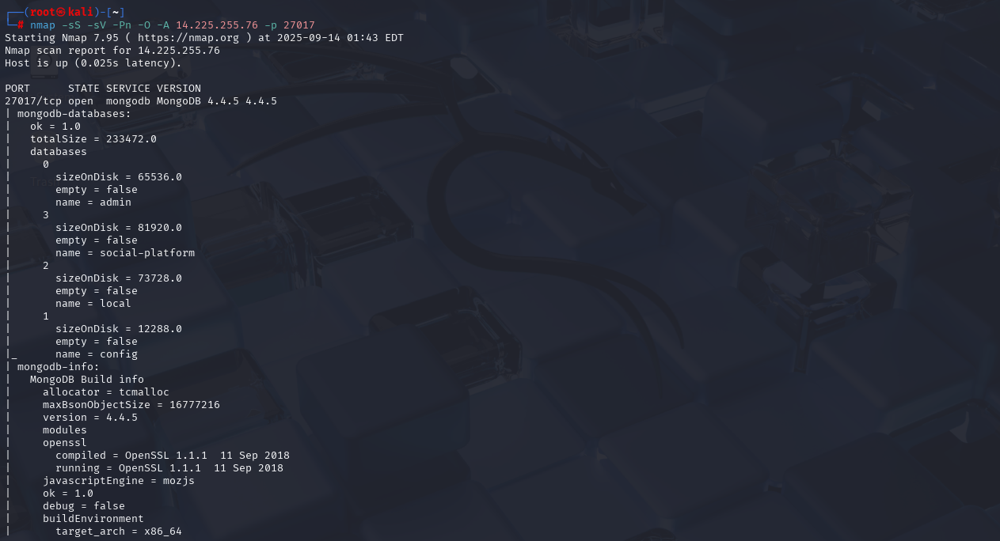 ┌──(root㉿kali)-[~]
└─# nmap -sS -sV -Pn -O -A 14.225.255.76 -p 27017
Starting Nmap 7.95 ( https://nmap.org ) at 2025-09-14 01:43 EDT
Nmap scan report for 14.225.255.76
Host is up (0.025s latency).

PORT      STATE SERVICE VERSION
27017/tcp open  mongodb MongoDB 4.4.5 4.4.5
| mongodb-databases:
|   ok = 1.0
|   totalSize = 233472.0
|   databases
|     0
|       sizeOnDisk = 65536.0
|       empty = false
|       name = admin
|     3
|       sizeOnDisk = 81920.0
|       empty = false
|       name = social-platform
|     2
|       sizeOnDisk = 73728.0
|       empty = false
|       name = local
|     1
|       sizeOnDisk = 12288.0
|       empty = false
|_      name = config
| mongodb-info:
|   MongoDB Build info
|     allocator = tcmalloc
|     maxBsonObjectSize = 16777216
|     version = 4.4.5
|     modules
|     openssl
|       compiled = OpenSSL 1.1.1  11 Sep 2018
|       running = OpenSSL 1.1.1  11 Sep 2018
|     javascriptEngine = mozjs
|     ok = 1.0
|     debug = false
|     buildEnvironment
|       target_arch = x86_64